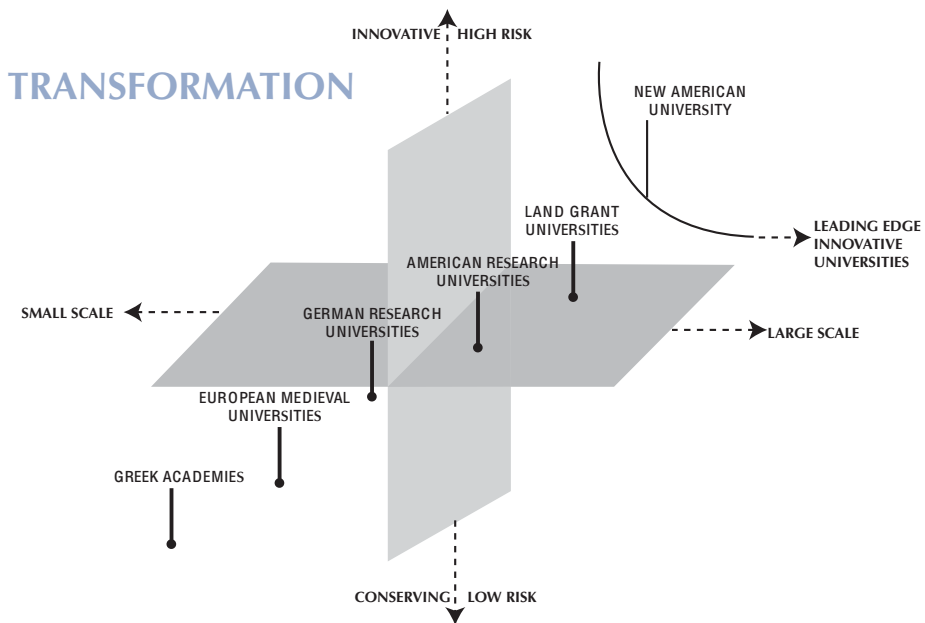 TRANSFORMATION
INNOVATIVE HIGH RISK
NEW AMERICAN
UNIVERSITY
LAND GRANT
UNIVERSITIES
LEADING EDGE
INNOVATIVE
UNIVERSITIES
AMERICAN RESEARCH
UNIVERSITIES
SMALL SCALE
GERMAN RESEARCH
UNIVERSITIES
LARGE SCALE
EUROPEAN MEDIEVAL
UNIVERSITIES
GREEK ACADEMIES
CONSERVING LOW RISK